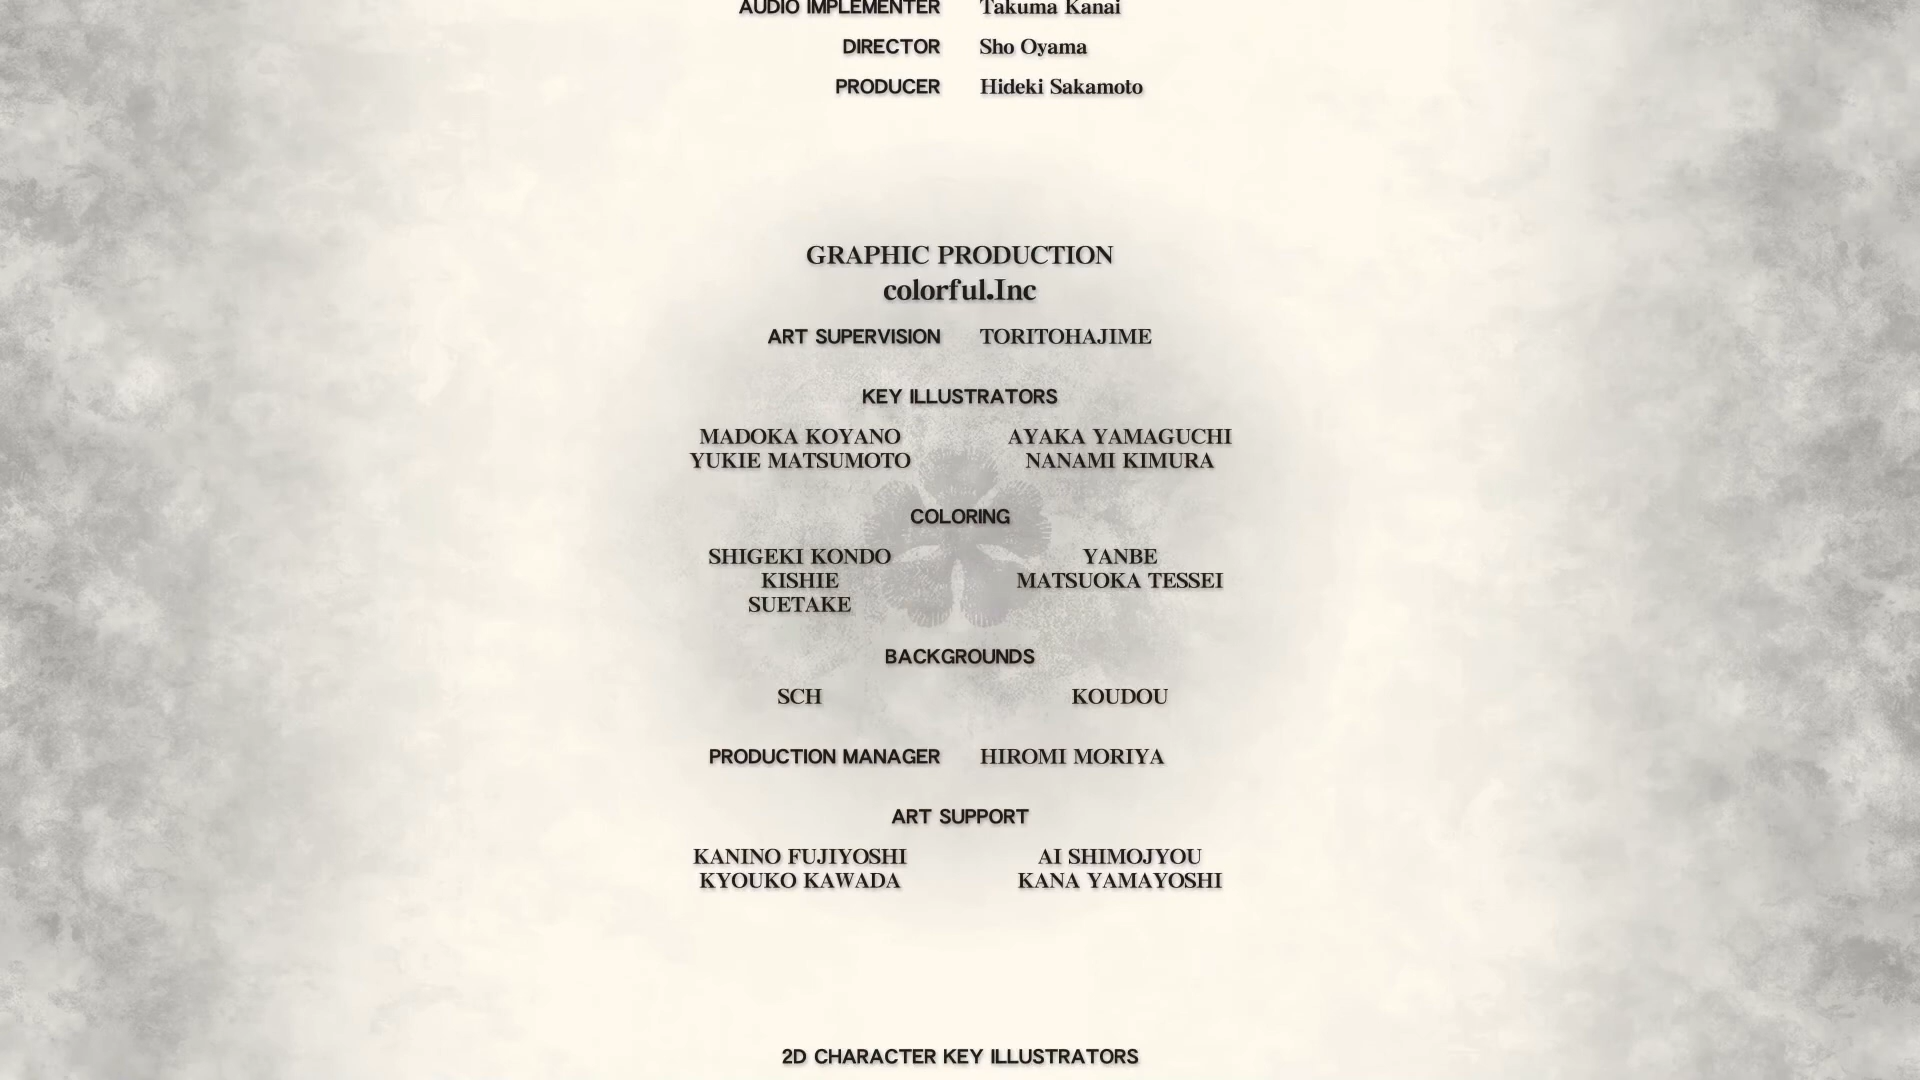 AUDIO IMPLEMENTER Takuma Kanai
DIRECTOR Sho Oyama
PRODUCER Hideki Sakamoto
GRAPHIC PRODUCTION
colorful.Inc
ART SUPERVISION TORITOHAJIME
KEY ILLUSTRATORS
MADOKA KOYANO AYAKA YAMAGUCHI
YUKIE MATSUMOTO NANAMI KIMURA
COLORING
SHIGEKI KONDO YANBE
KISHIE MATSUOKA TESSEI
SUETAKE
BACKGROUNDS
SCH KOUDOU
PRODUCTION MANAGER HIROMI MORIYA
ART SUPPORT
KANINO FUJIYOSHI AI SHIMOJYOU
KYOUKO KAWADA KANA YAMAYOSHI
2D CHARACTER KEY ILLUSTRATORS